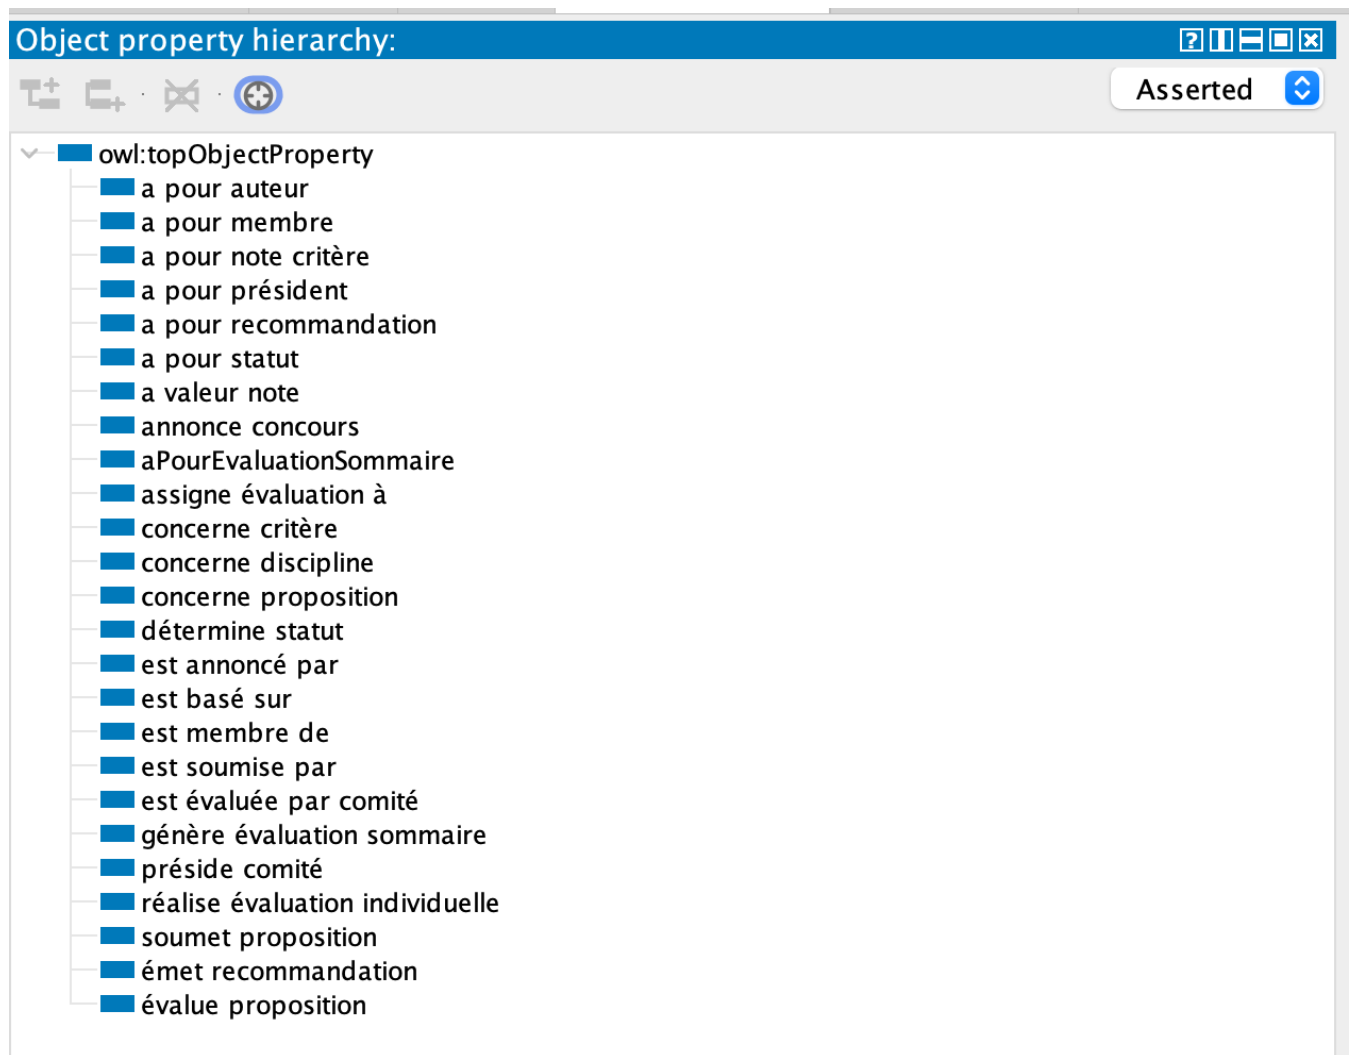 Object property hierarchy:
Asserted
owl:topObjectProperty
a pour auteur
a pour membre
a pour note critère
a pour président
a pour recommandation
a pour statut
a valeur note
annonce concours
aPourEvaluationSommaire
assigne évaluation à
concerne critère
concerne discipline
concerne proposition
détermine statut
est annoncé par
est basé sur
est membre de
est soumise par
est évaluée par comité
génère évaluation sommaire
préside comité
réalise évaluation individuelle
soumet proposition
émet recommandation
évalue proposition